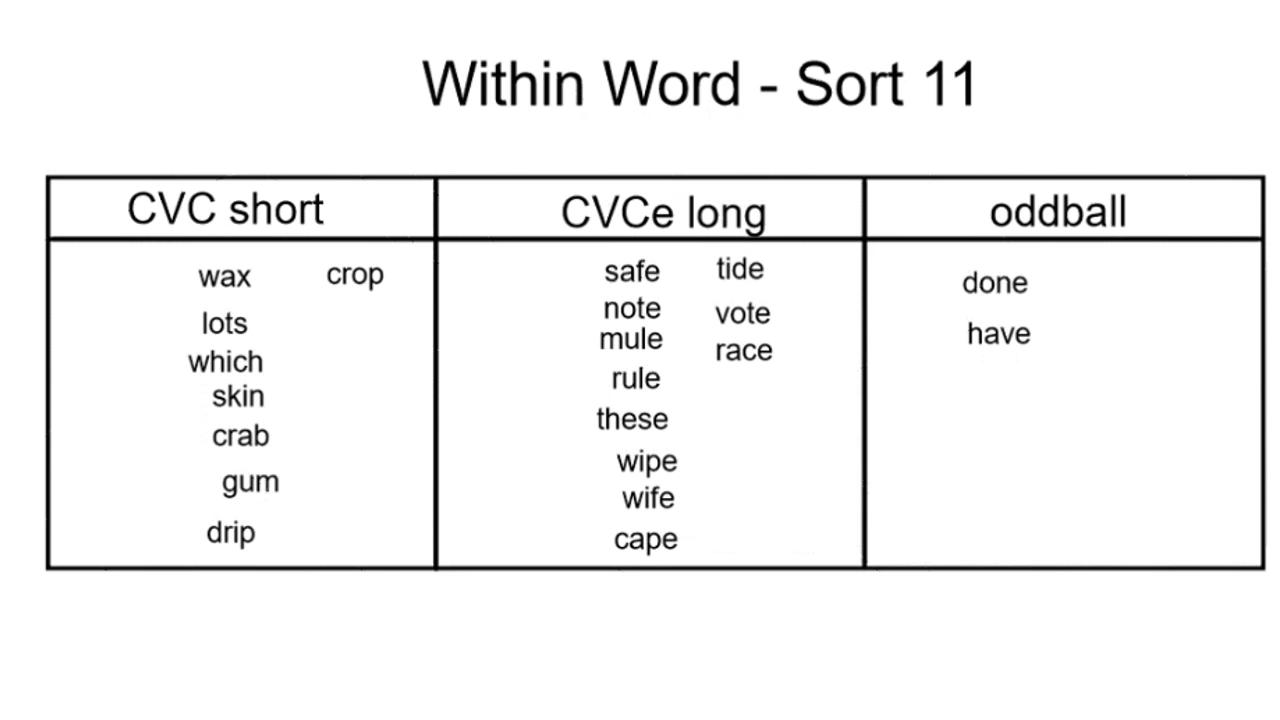 Within Word - Sort 11
CVC short
CVCe long
oddball
wax crop
lots
which
skin
crab
gum
drip
safe tide
note vote
mule race
rule
these
wipe
wife
cape
done
have